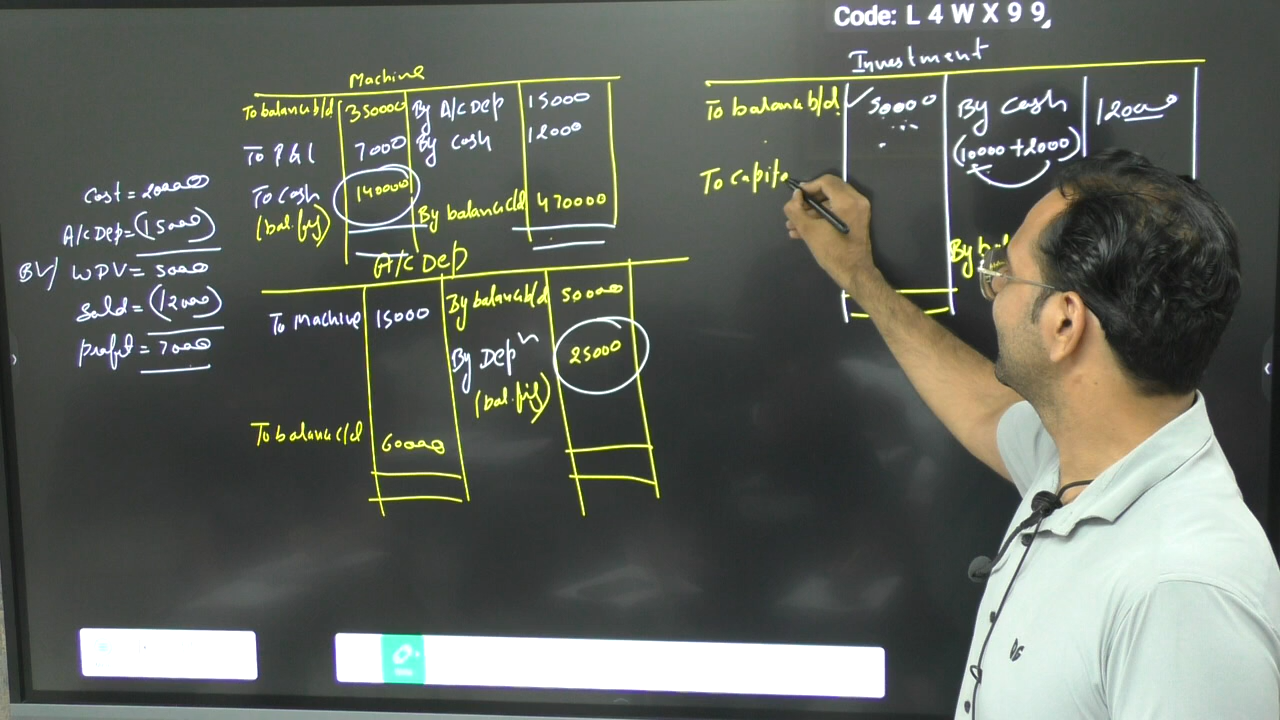 Code: L 4 W X 9 9
Machine
To balance b/d 350000 By A/C Dep 15000
To P&L 7000 By cash 12000
To cash 140000
(bal. fig) By balance c/d 470000
Cost = 20000
A/C Dep = (15000)
BV/ WDV = 5000
Sold = (12000)
Profit = 7000
A/C Dep
To Machine 15000 By balance b/d 50000
By Depn 25000
(bal. fig)
To balance c/d 60000
Investment
To balance b/d 50000 By cash 12000
(10000 + 2000)
To Capita
By bal